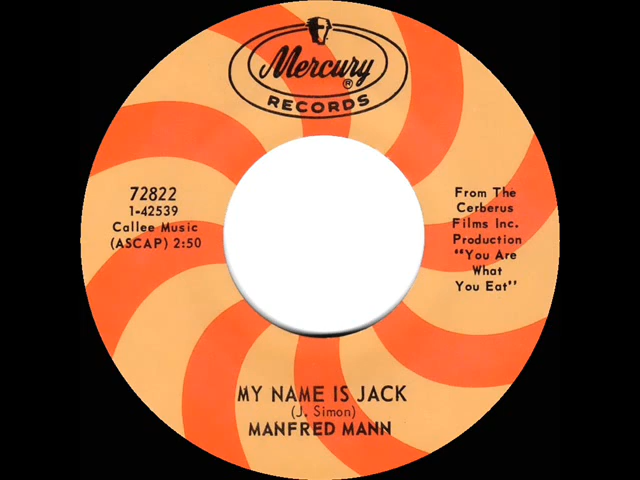 Mercury
®
RECORDS
72822
1-42539
Callee Music
(ASCAP) 2:50
From The
Cerberus
Films Inc.
Production
"You Are
What
You Eat"
MY NAME IS JACK
(J. Simon)
MANFRED MANN